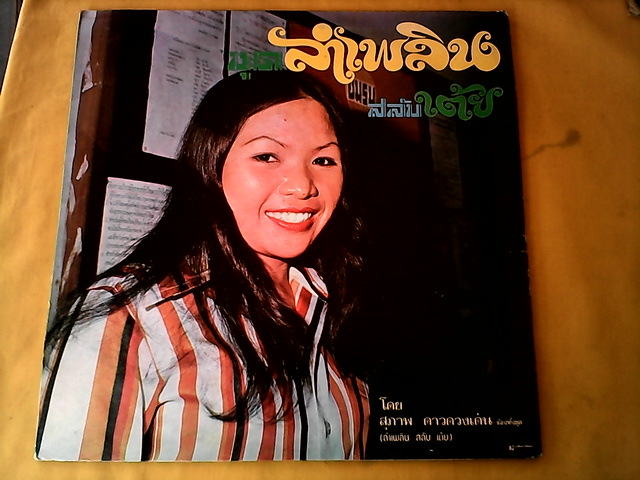 ชุด ลำเพลิน
สลับเต้ย
โดย
สุภาพ ดาวดวงเด่น
(ลำเพลิน สลับ เต้ย)